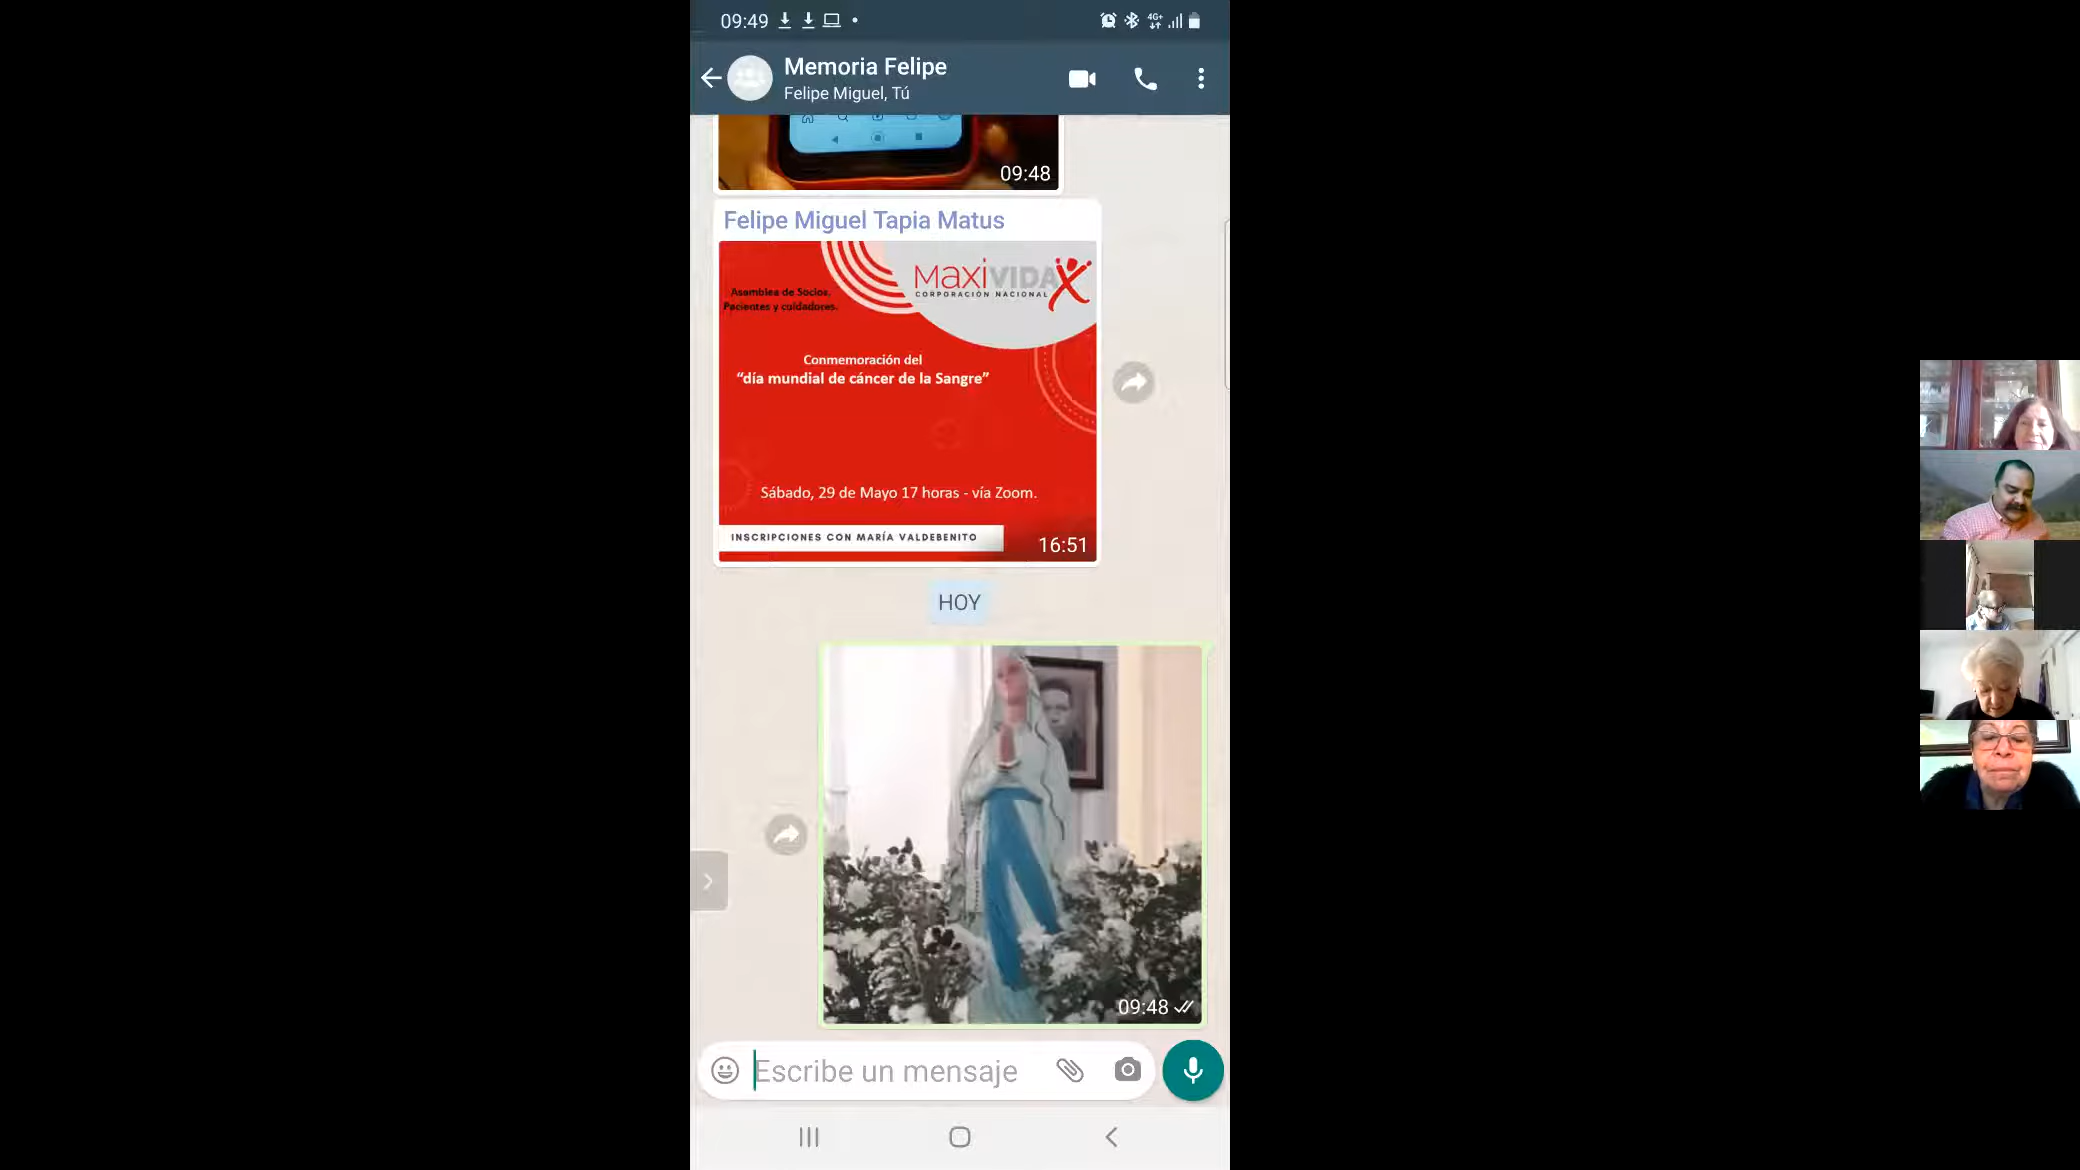 09:49
4G+
Memoria Felipe
Felipe Miguel, Tú
09:48
Felipe Miguel Tapia Matus
MaxiVIDA
CORPORACIÓN NACIONAL
Asamblea de Socios,
Pacientes y cuidadores.
Conmemoración del
“día mundial de cáncer de la Sangre”
Sábado, 29 de Mayo 17 horas - vía Zoom.
INSCRIPCIONES CON MARÍA VALDEBENITO
16:51
HOY
09:48
Escribe un mensaje